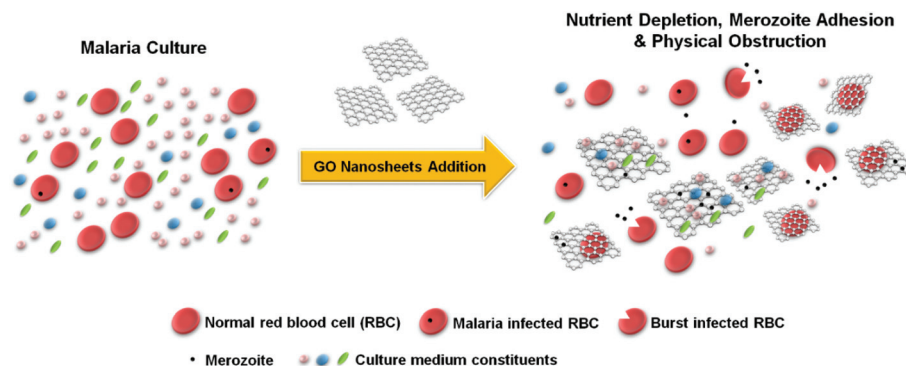 Malaria Culture
Nutrient Depletion, Merozoite Adhesion
& Physical Obstruction
GO Nanosheets Addition
Normal red blood cell (RBC)
Malaria infected RBC
Burst infected RBC
Merozoite
Culture medium constituents